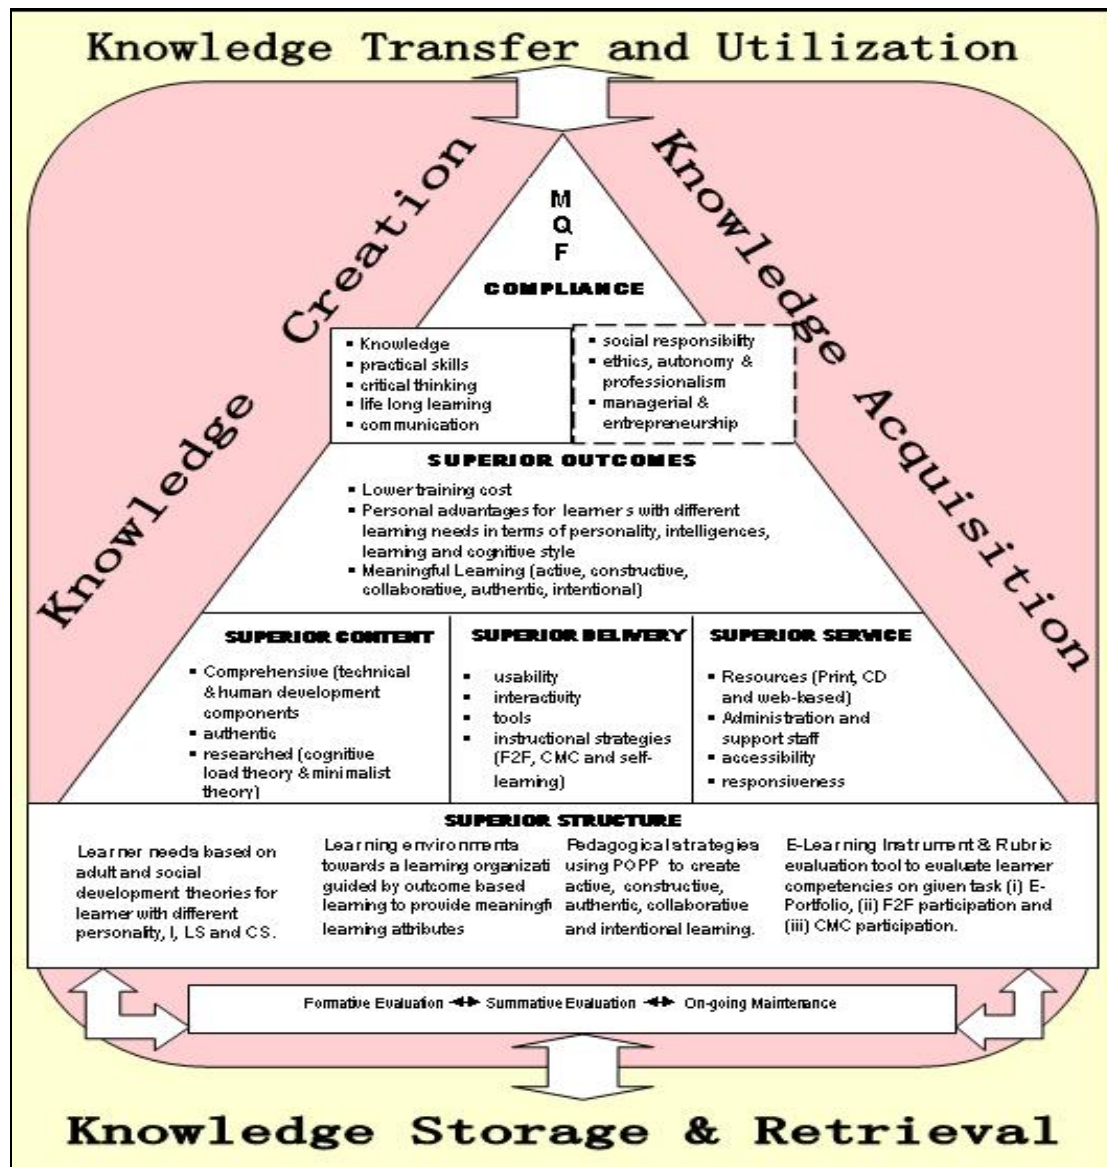 Knowledge Transfer and Utilization
Knowledge Creation
Knowledge Acquisition
M
Q
F
COMPLIANCE
▪ Knowledge
▪ practical skills
▪ critical thinking
▪ life long learning
▪ communication
▪ social responsibility
▪ ethics, autonomy &
professionalism
▪ managerial &
entrepreneurship
SUPERIOR OUTCOMES
▪ Lower training cost
▪ Personal advantages for learners with different
learning needs in terms of personality, intelligences,
learning and cognitive style
▪ Meaningful Learning (active, constructive,
collaborative, authentic, intentional)
SUPERIOR CONTENT
▪ Comprehensive (technical
& human development
components
▪ authentic
▪ researched (cognitive
load theory & minimalist
theory)
SUPERIOR DELIVERY
▪ usability
▪ interactivity
▪ tools
▪ instructional strategies
(F2F, CMC and self-
learning)
SUPERIOR SERVICE
▪ Resources (Print, CD
and web-based)
▪ Administration and
support staff
▪ accessibility
▪ responsiveness
SUPERIOR STRUCTURE
Learner needs based on
adult and social
development theories for
learner with different
personality, I, LS and CS.
Learning environments
towards a learning organizati
guided by outcome based
learning to provide meaningfu
learning attributes
Pedagogical strategies
using POPP to create
active, constructive,
authentic, collaborative
and intentional learning.
E-Learning Instrument & Rubric
evaluation tool to evaluate learner
competencies on given task (i) E-
Portfolio, (ii) F2F participation and
(iii) CMC participation.
Formative Evaluation ◄► Summative Evaluation ◄► On-going Maintenance
Knowledge Storage & Retrieval